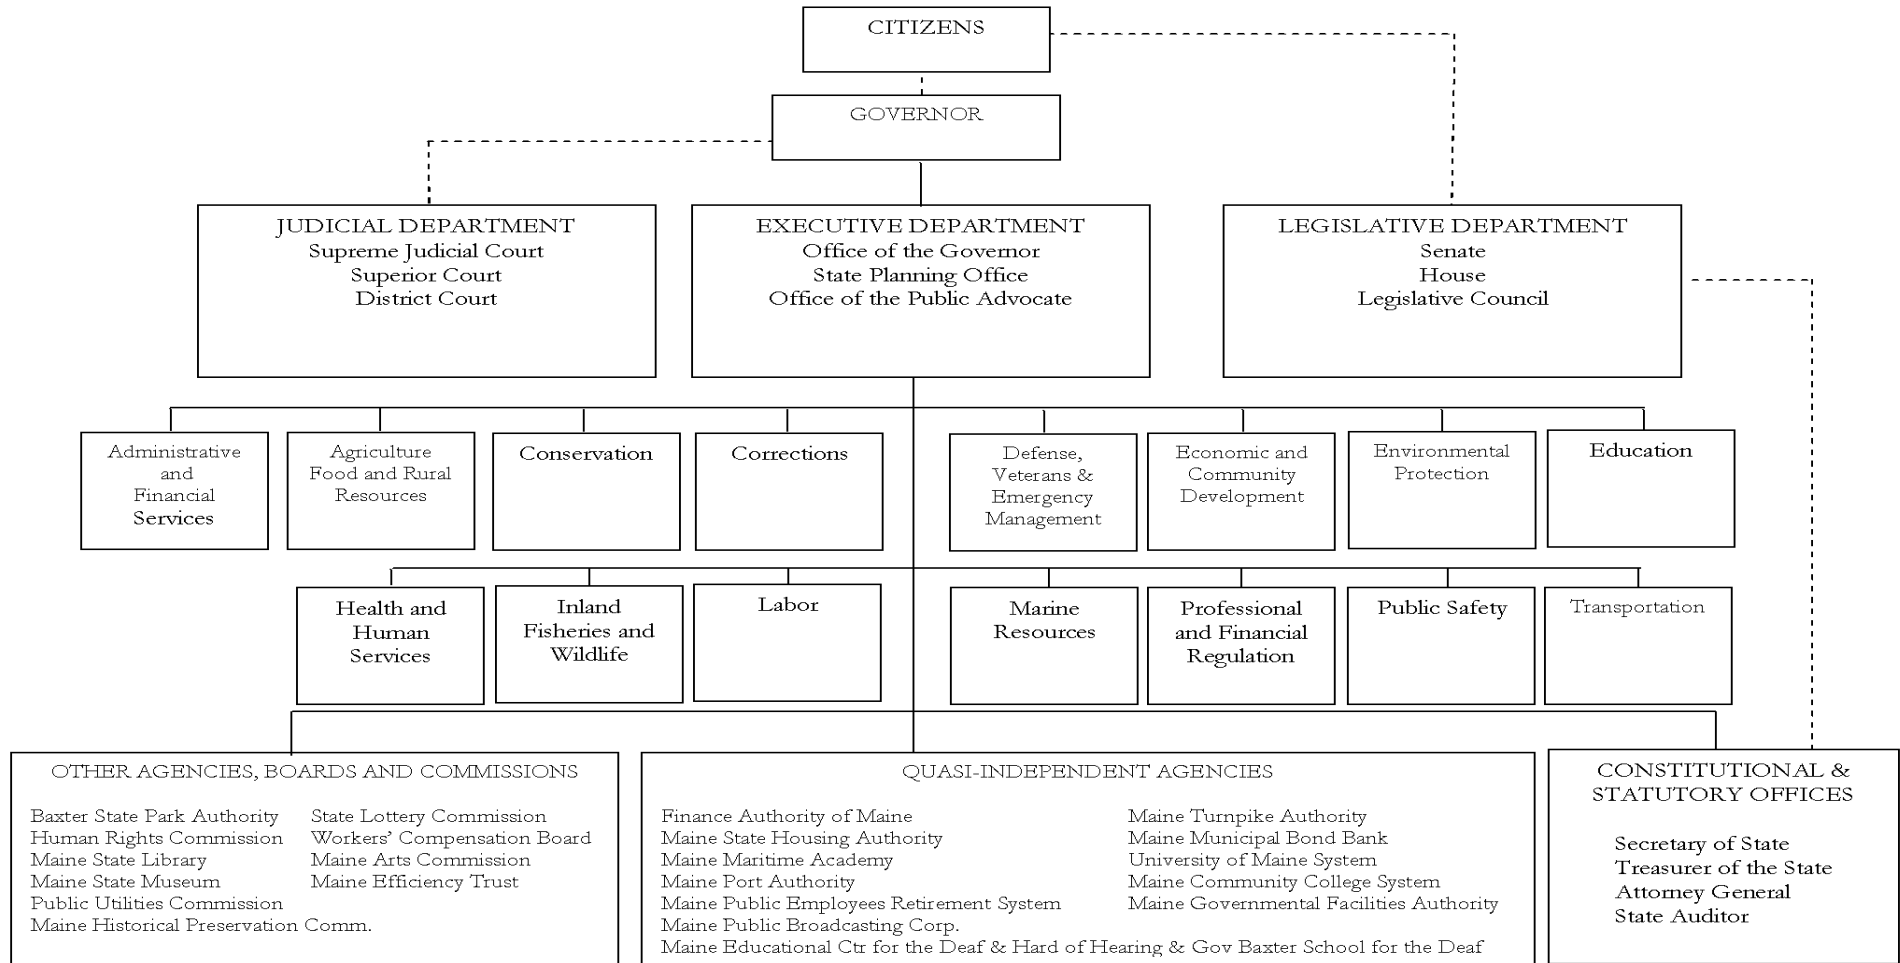 CITIZENS
GOVERNOR
JUDICIAL DEPARTMENT
Supreme Judicial Court
Superior Court
District Court
EXECUTIVE DEPARTMENT
Office of the Governor
State Planning Office
Office of the Public Advocate
LEGISLATIVE DEPARTMENT
Senate
House
Legislative Council
Administrative
and
Financial
Services
Agriculture
Food and Rural
Resources
Conservation
Corrections
Defense,
Veterans &
Emergency
Management
Economic and
Community
Development
Environmental
Protection
Education
Health and
Human
Services
Inland
Fisheries and
Wildlife
Labor
Marine
Resources
Professional
and Financial
Regulation
Public Safety
Transportation
OTHER AGENCIES, BOARDS AND COMMISSIONS
Baxter State Park Authority
Human Rights Commission
Maine State Library
Maine State Museum
Public Utilities Commission
Maine Historical Preservation Comm.
State Lottery Commission
Workers’ Compensation Board
Maine Arts Commission
Maine Efficiency Trust
QUASI-INDEPENDENT AGENCIES
Finance Authority of Maine
Maine State Housing Authority
Maine Maritime Academy
Maine Port Authority
Maine Public Employees Retirement System
Maine Public Broadcasting Corp.
Maine Educational Ctr for the Deaf & Hard of Hearing & Gov Baxter School for the Deaf
Maine Turnpike Authority
Maine Municipal Bond Bank
University of Maine System
Maine Community College System
Maine Governmental Facilities Authority
CONSTITUTIONAL &
STATUTORY OFFICES
Secretary of State
Treasurer of the State
Attorney General
State Auditor